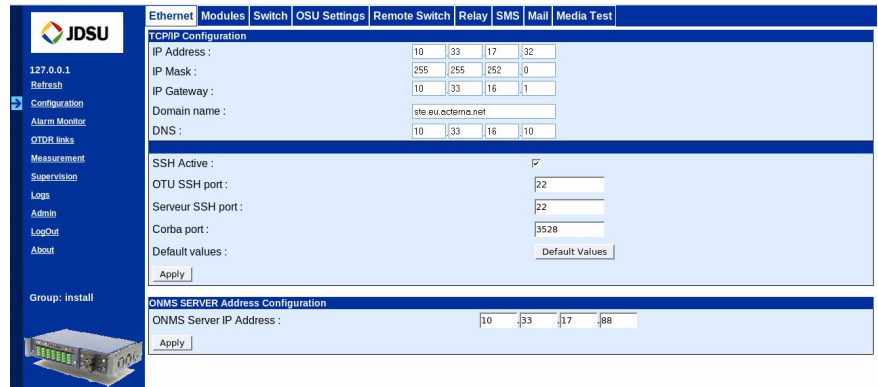 JDSU
127.0.0.1
Refresh
Configuration
Alarm Monitor
OTDR links
Measurement
Supervision
Logs
Admin
LogOut
About
Group: install
Ethernet Modules Switch OSU Settings Remote Switch Relay SMS Mail Media Test
TCP/IP Configuration
IP Address : 10 .33 .17 .32
IP Mask : 255 .255 .252 .0
IP Gateway : 10 .33 .16 .1
Domain name : ste.eu.acterna.net
DNS : 10 .33 .16 .10
SSH Active :
OTU SSH port : 22
Serveur SSH port : 22
Corba port : 3528
Default values : Default Values
Apply
ONMS SERVER Address Configuration
ONMS Server IP Address : 10 .33 .17 .88
Apply